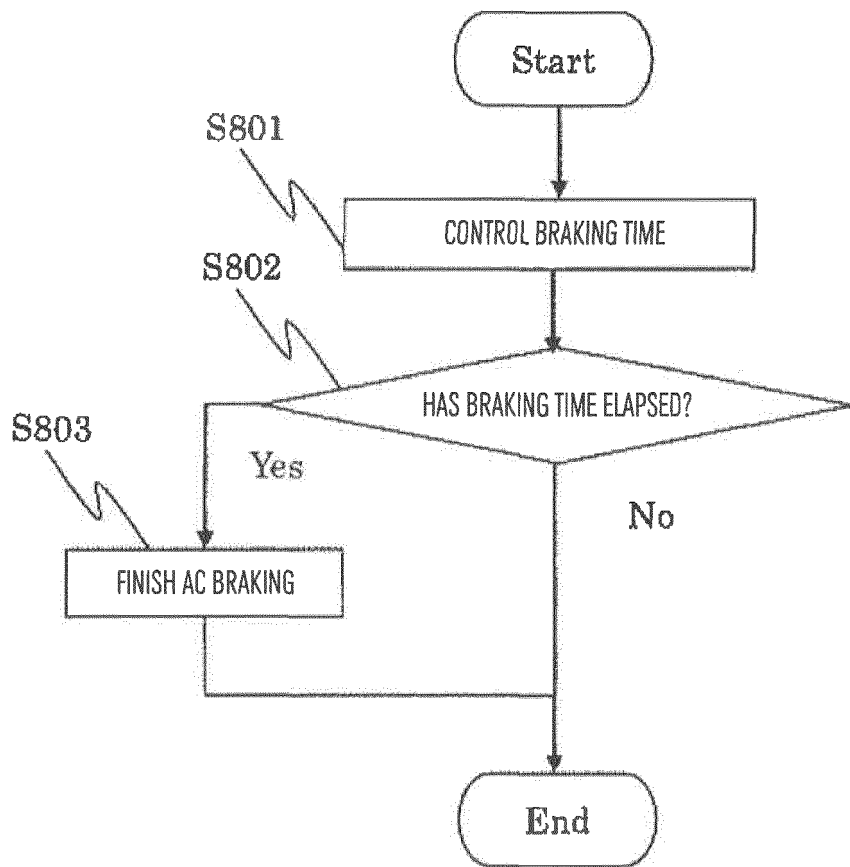 Start
S801
CONTROL BRAKING TIME
S802
HAS BRAKING TIME ELAPSED?
S803
Yes
No
FINISH AC BRAKING
End